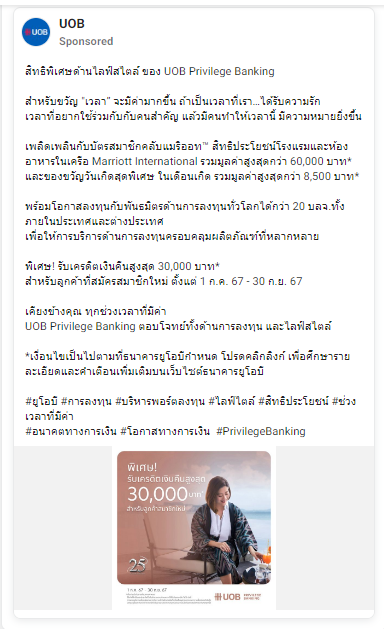 UOB
UOB
Sponsored
สิทธิพิเศษด้านไลฟ์สไตล์ ของ UOB Privilege Banking
สำหรับขวัญ "เวลา" จะมีค่ามากขึ้น ถ้าเป็นเวลาที่เรา...ได้รับความรัก
เวลาที่อยากใช้ร่วมกับกับคนสำคัญ แล้วมีคนทำให้เวลานี้ มีความหมายยิ่งขึ้น
เพลิดเพลินกับบัตรสมาชิกคลับแมริออท™ สิทธิประโยชน์โรงแรมและห้อง
อาหารในเครือ Marriott International รวมมูลค่าสูงสุดกว่า 60,000 บาท*
และของขวัญวันเกิดสุดพิเศษ ในเดือนเกิด รวมมูลค่าสูงสุดกว่า 8,500 บาท*
พร้อมโอกาสลงทุนกับพันธมิตรด้านการลงทุนทั่วโลกได้กว่า 20 บลจ.ทั้ง
ภายในประเทศและต่างประเทศ
เพื่อให้การบริการด้านการลงทุนครอบคลุมผลิตภัณฑ์ที่หลากหลาย
พิเศษ! รับเครดิตเงินคืนสูงสุด 30,000 บาท*
สำหรับลูกค้าที่สมัครสมาชิกใหม่ ตั้งแต่ 1 ก.ค. 67 - 30 ก.ย. 67
เคียงข้างคุณ ทุกช่วงเวลาที่มีค่า
UOB Privilege Banking ตอบโจทย์ทั้งด้านการลงทุน และไลฟ์สไตล์
*เงื่อนไขเป็นไปตามที่ธนาคารยูโอบีกำหนด โปรดคลิกลิงก์ เพื่อศึกษาราย
ละเอียดและคำเตือนเพิ่มเติมบนเว็บไซต์ธนาคารยูโอบี
#ยูโอบี #การลงทุน #บริหารพอร์ตลงทุน #ไลฟ์ไตล์ #สิทธิประโยชน์ #ช่วง
เวลาที่มีค่า
#อนาคตทางการเงิน #โอกาสทางการเงิน #PrivilegeBanking
พิเศษ!
รับเครดิตเงินคืนสูงสุด
30,000 บาท*
สำหรับลูกค้าสมาชิกใหม่
25
1 ก.ค. 67 - 30 ก.ย. 67
UOB PRIVILEGE BANKING